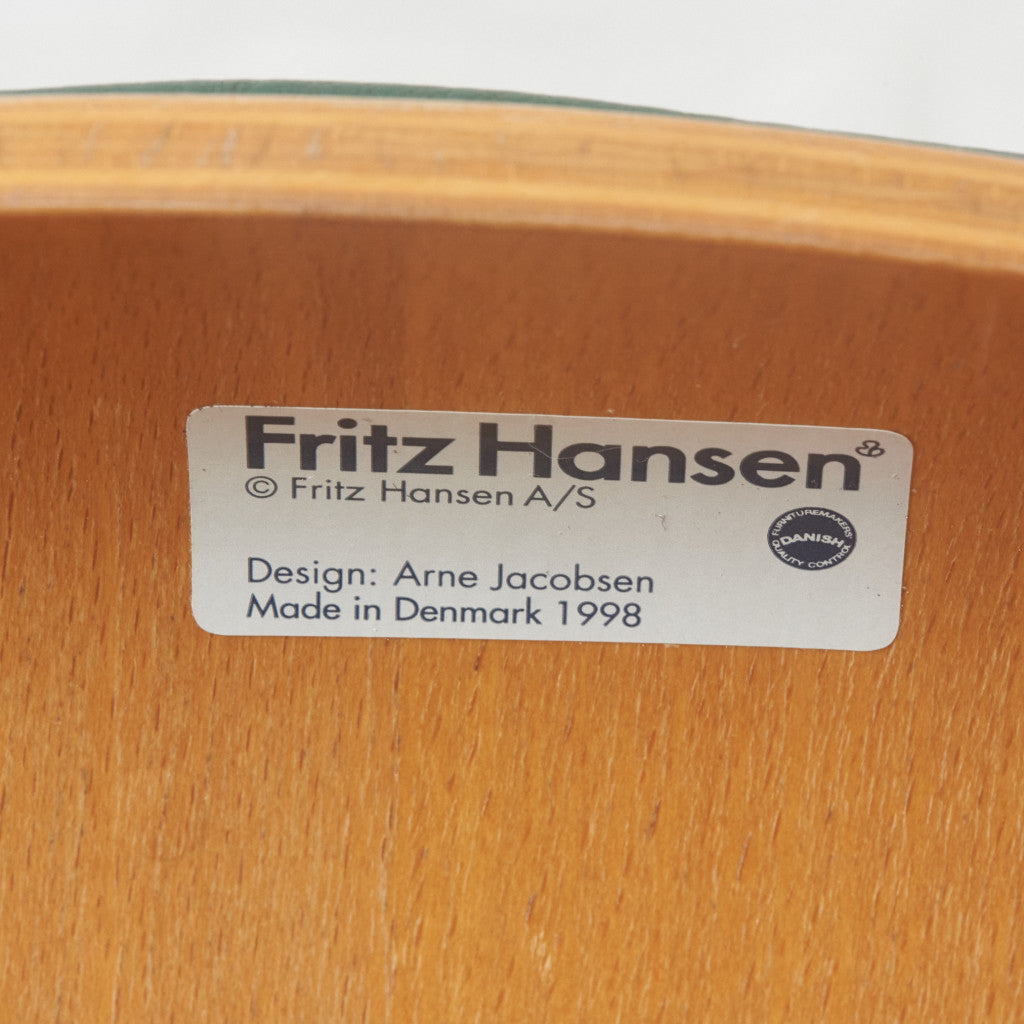 Fritz Hansen
© Fritz Hansen A/S
FURNITUREMAKERS'
DANISH
QUALITY CONTROL
Design: Arne Jacobsen
Made in Denmark 1998